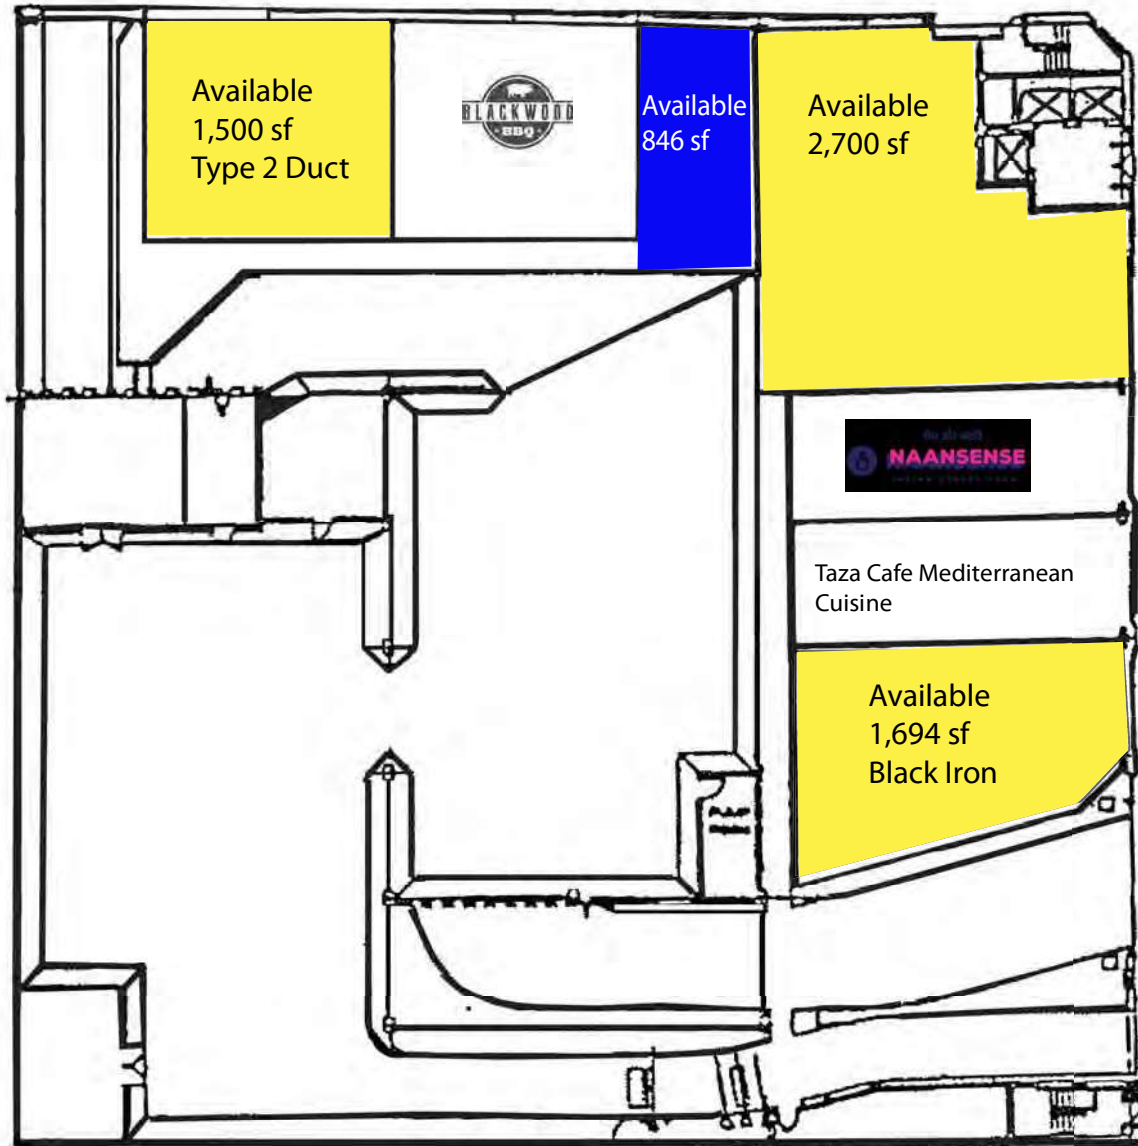 Available
1,500 sf
Type 2 Duct
BLACKWOOD
BBQ
Available
846 sf
Available
2,700 sf
NAANSENSE
Taza Cafe Mediterranean
Cuisine
Available
1,694 sf
Black Iron